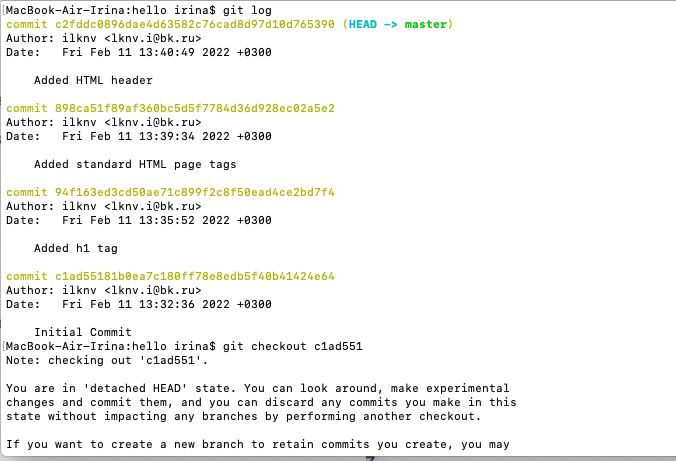 MacBook-Air-Irina:hello irina$ git log
commit c2fddc0896dae4d63582c76cad8d97d10d765390 (HEAD -> master)
Author: ilknv <lknv.i@bk.ru>
Date:   Fri Feb 11 13:40:49 2022 +0300
    Added HTML header
commit 898ca51f89af360bc5d5f7784d36d928ec02a5e2
Author: ilknv <lknv.i@bk.ru>
Date:   Fri Feb 11 13:39:34 2022 +0300
    Added standard HTML page tags
commit 94f163ed3cd50ae71c899f2c8f50ead4ce2bd7f4
Author: ilknv <lknv.i@bk.ru>
Date:   Fri Feb 11 13:35:52 2022 +0300
    Added h1 tag
commit c1ad55181b0ea7c180ff78e8edb5f40b41424e64
Author: ilknv <lknv.i@bk.ru>
Date:   Fri Feb 11 13:32:36 2022 +0300
    Initial Commit
MacBook-Air-Irina:hello irina$ git checkout c1ad551
Note: checking out 'c1ad551'.
You are in 'detached HEAD' state. You can look around, make experimental
changes and commit them, and you can discard any commits you make in this
state without impacting any branches by performing another checkout.
If you want to create a new branch to retain commits you create, you may